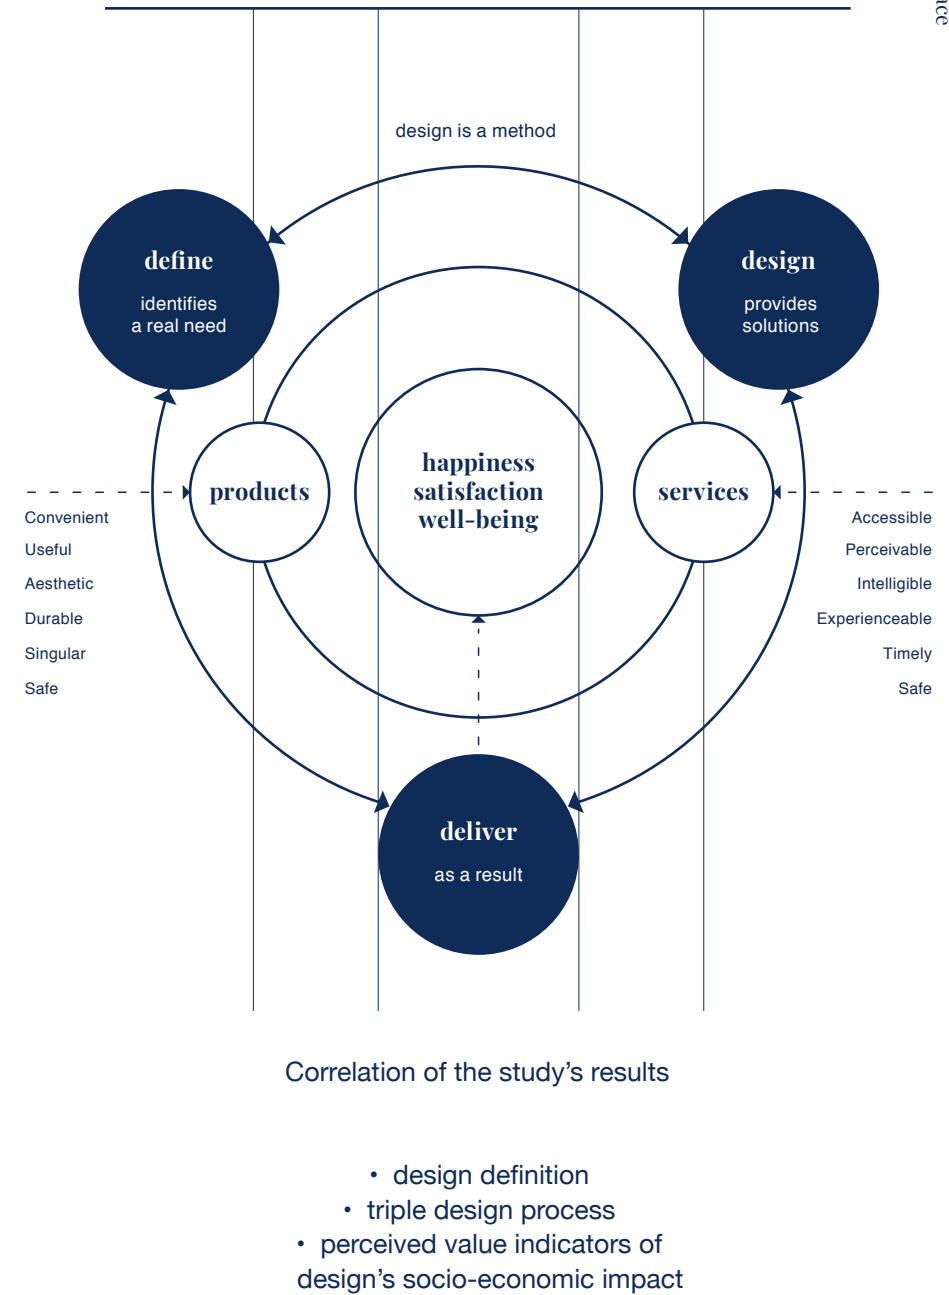 design is a method
define
identifies
a real need
design
provides
solutions
products
happiness
satisfaction
well-being
services
Convenient
Useful
Aesthetic
Durable
Singular
Safe
Accessible
Perceivable
Intelligible
Experienceable
Timely
Safe
deliver
as a result
Correlation of the study’s results
• design definition
• triple design process
• perceived value indicators of
design’s socio-economic impact